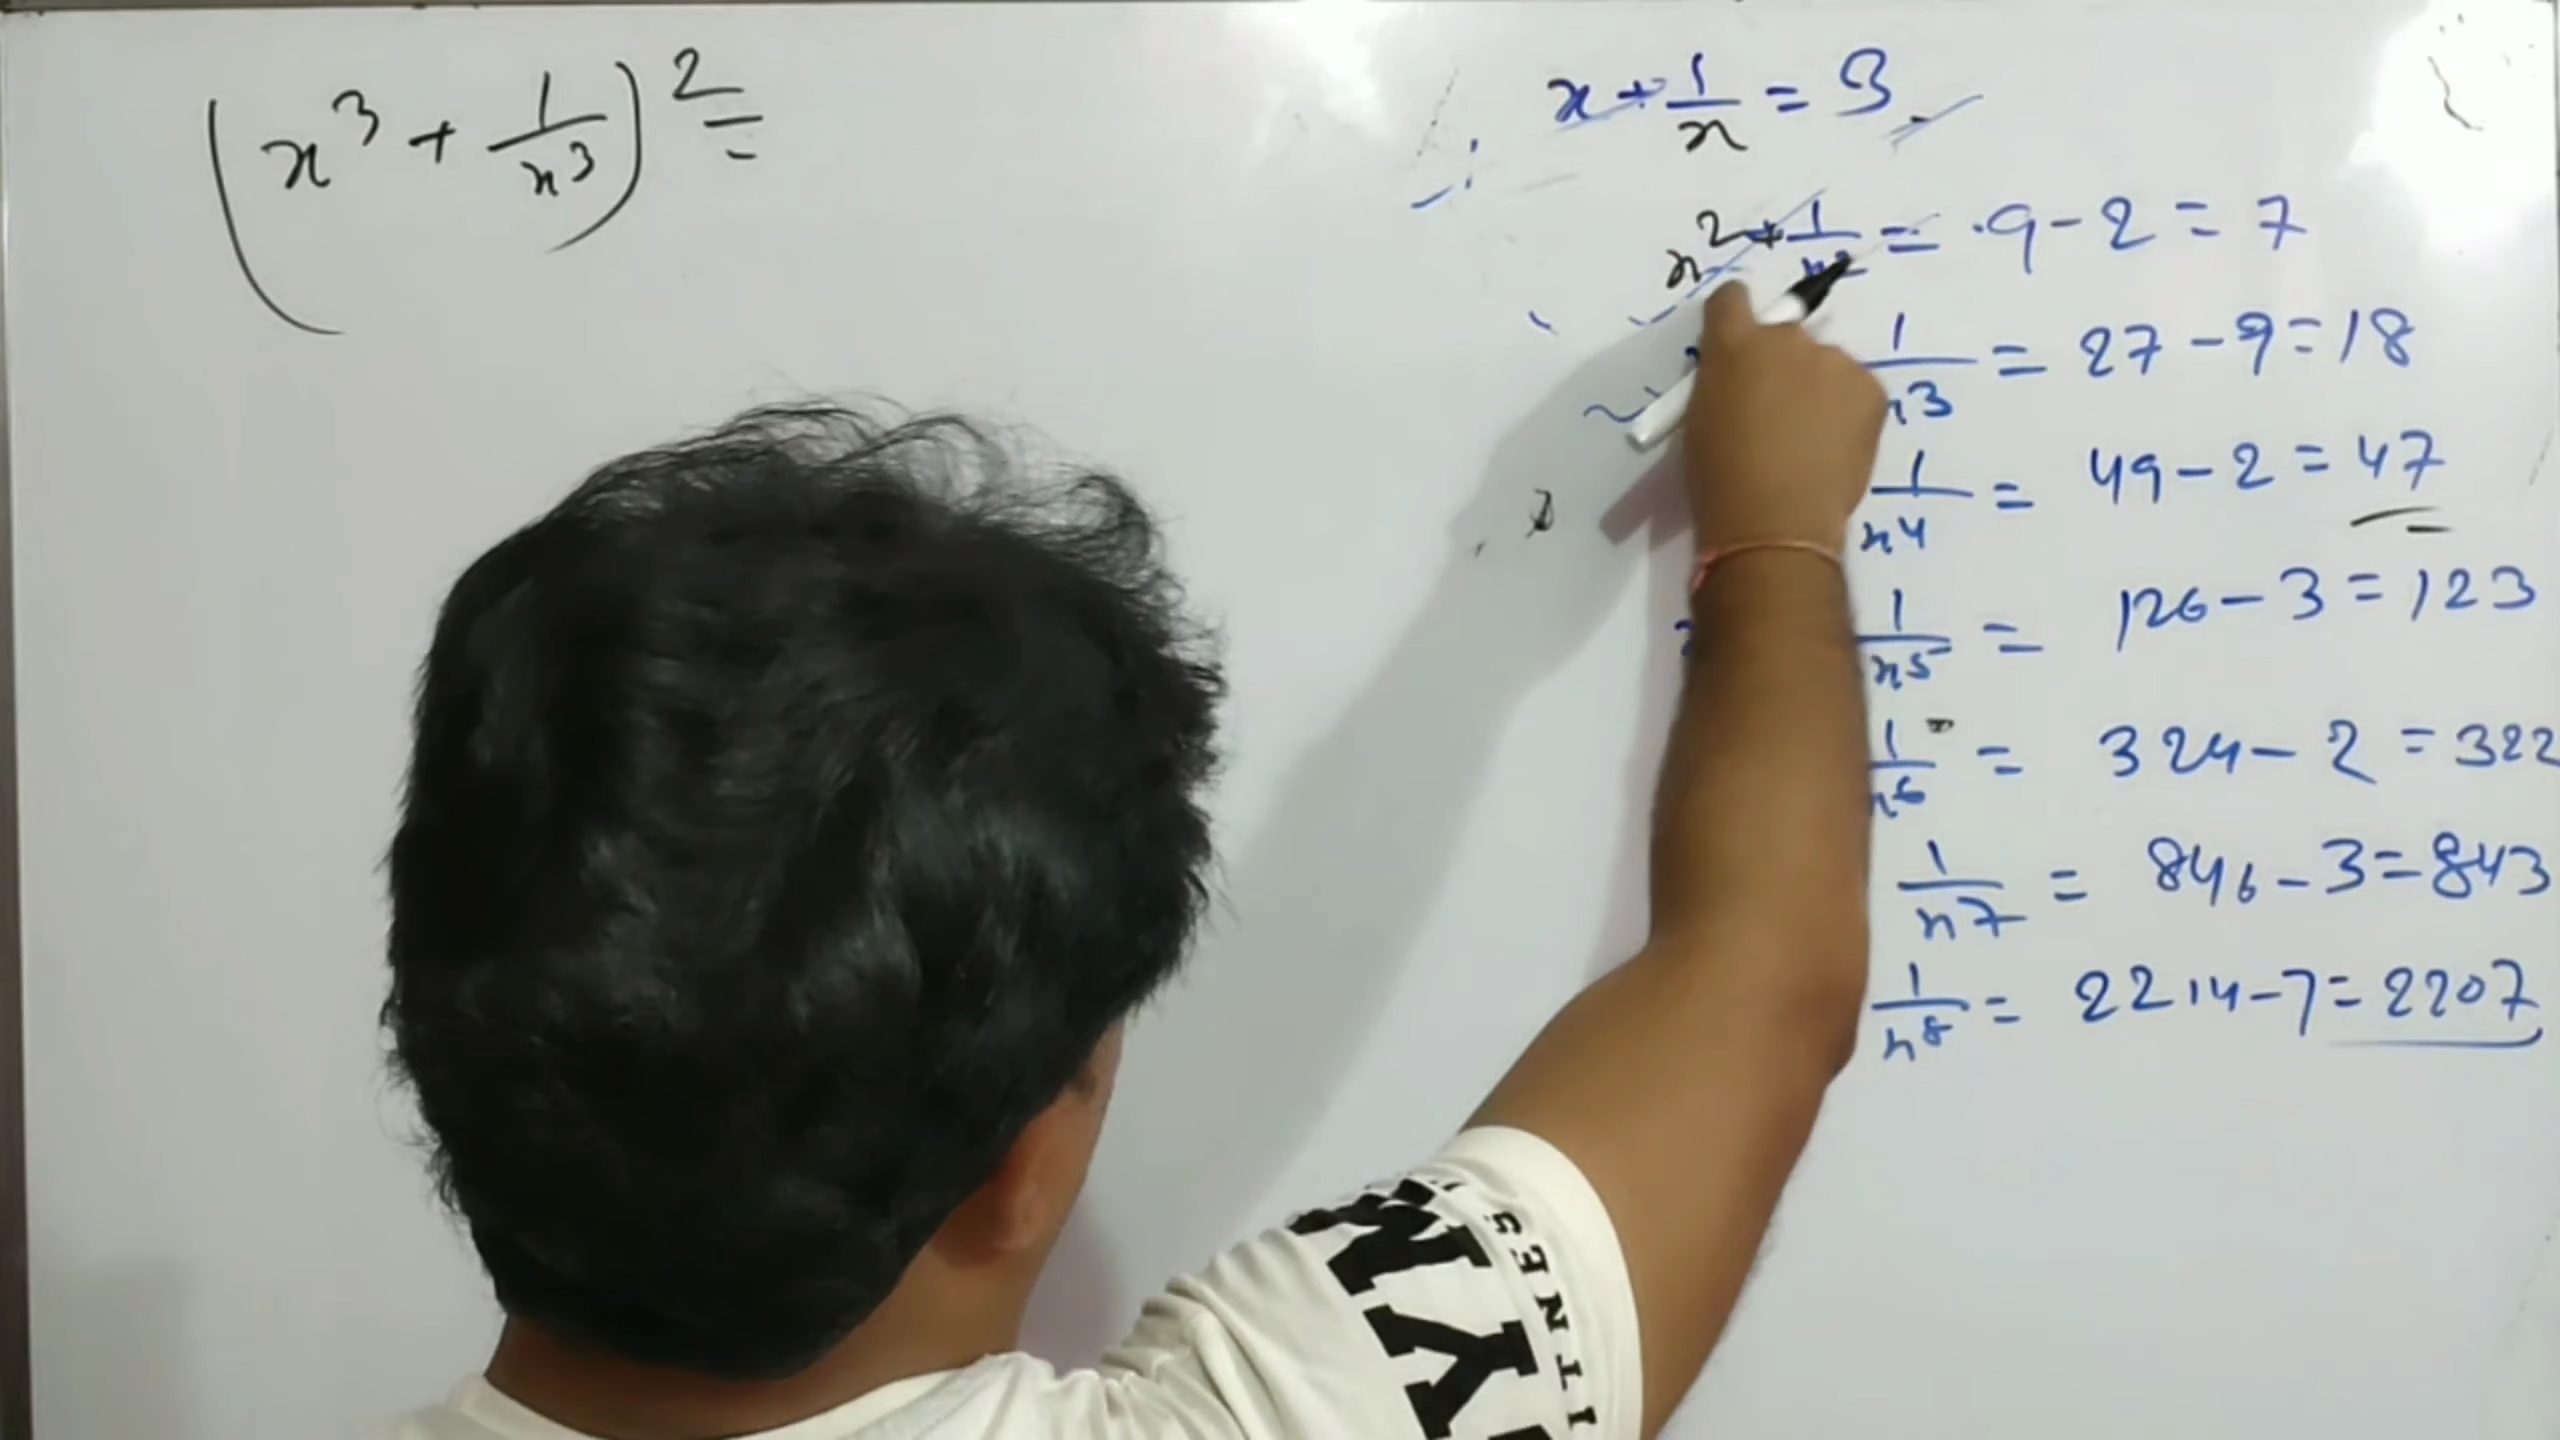 (x³ + 1/x³)² =
x + 1/x = 3
x² + 1/x² = 9 - 2 = 7
1/x³ = 27 - 9 = 18
1/x4 = 49 - 2 = 47
1/x5 = 126 - 3 = 123
1/x6 = 324 - 2 = 322
1/x7 = 846 - 3 = 843
1/x8 = 2214 - 7 = 2207